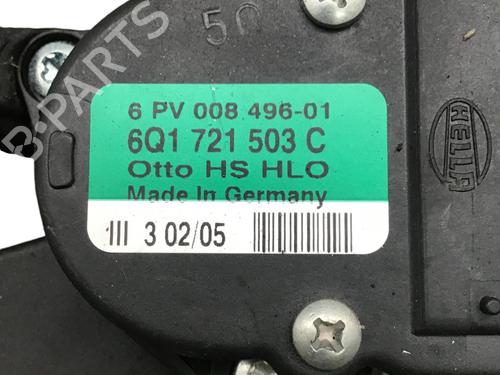 50
B-PARTS
6 PV 008 496-01
6Q1 721 503 C
Otto HS HLO
Made In Germany
3 02/05
HELLA